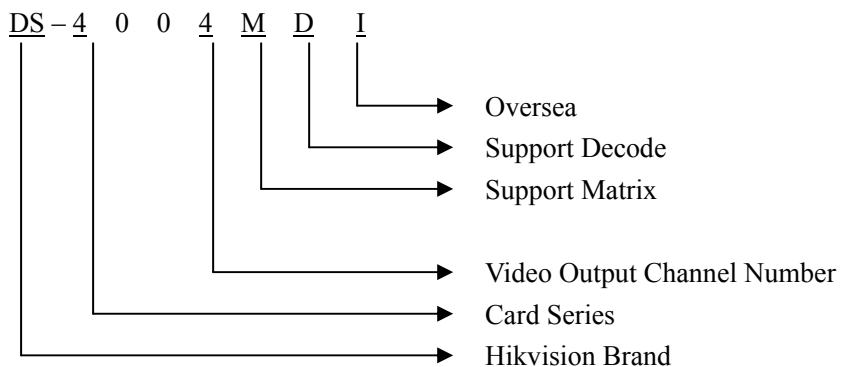 DS – 4 0 0 4 M D I
Oversea
Support Decode
Support Matrix
Video Output Channel Number
Card Series
Hikvision Brand